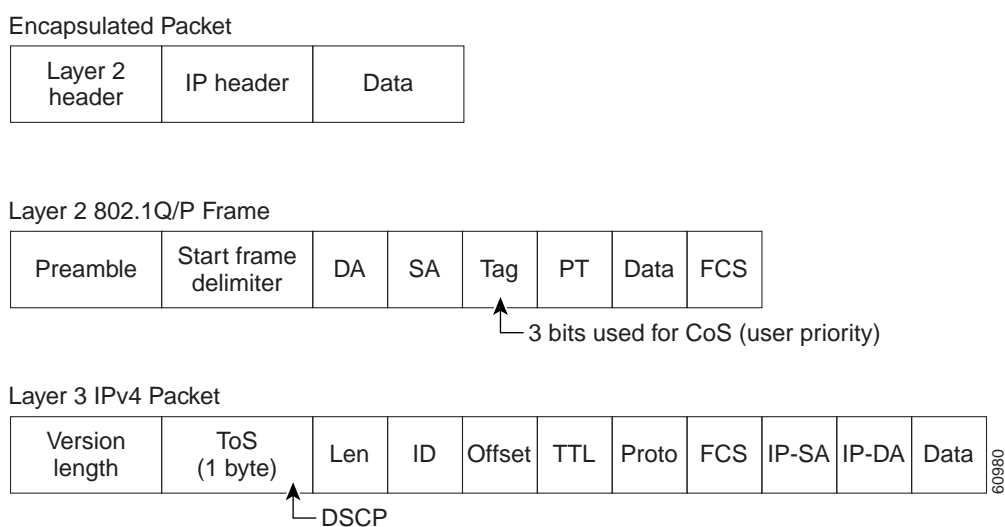 Encapsulated Packet
Layer 2
header
IP header
Data
Layer 2 802.1Q/P Frame
Preamble
Start frame
delimiter
DA
SA
Tag
PT
Data
FCS
3 bits used for CoS (user priority)
Layer 3 IPv4 Packet
Version
length
ToS
(1 byte)
Len
ID
Offset
TTL
Proto
FCS
IP-SA
IP-DA
Data
60980
DSCP